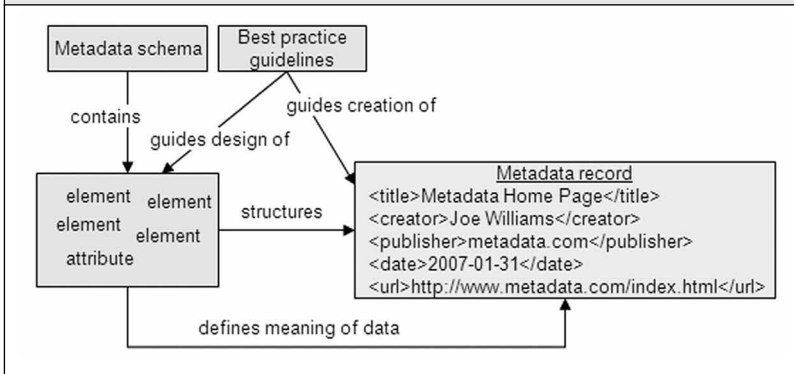 Metadata schema
Best practice
guidelines
contains
guides design of
guides creation of
element
element
element
element
attribute
structures
Metadata record
<title>Metadata Home Page</title>
<creator>Joe Williams</creator>
<publisher>metadata.com</publisher>
<date>2007-01-31</date>
<url>http://www.metadata.com/index.html</url>
defines meaning of data